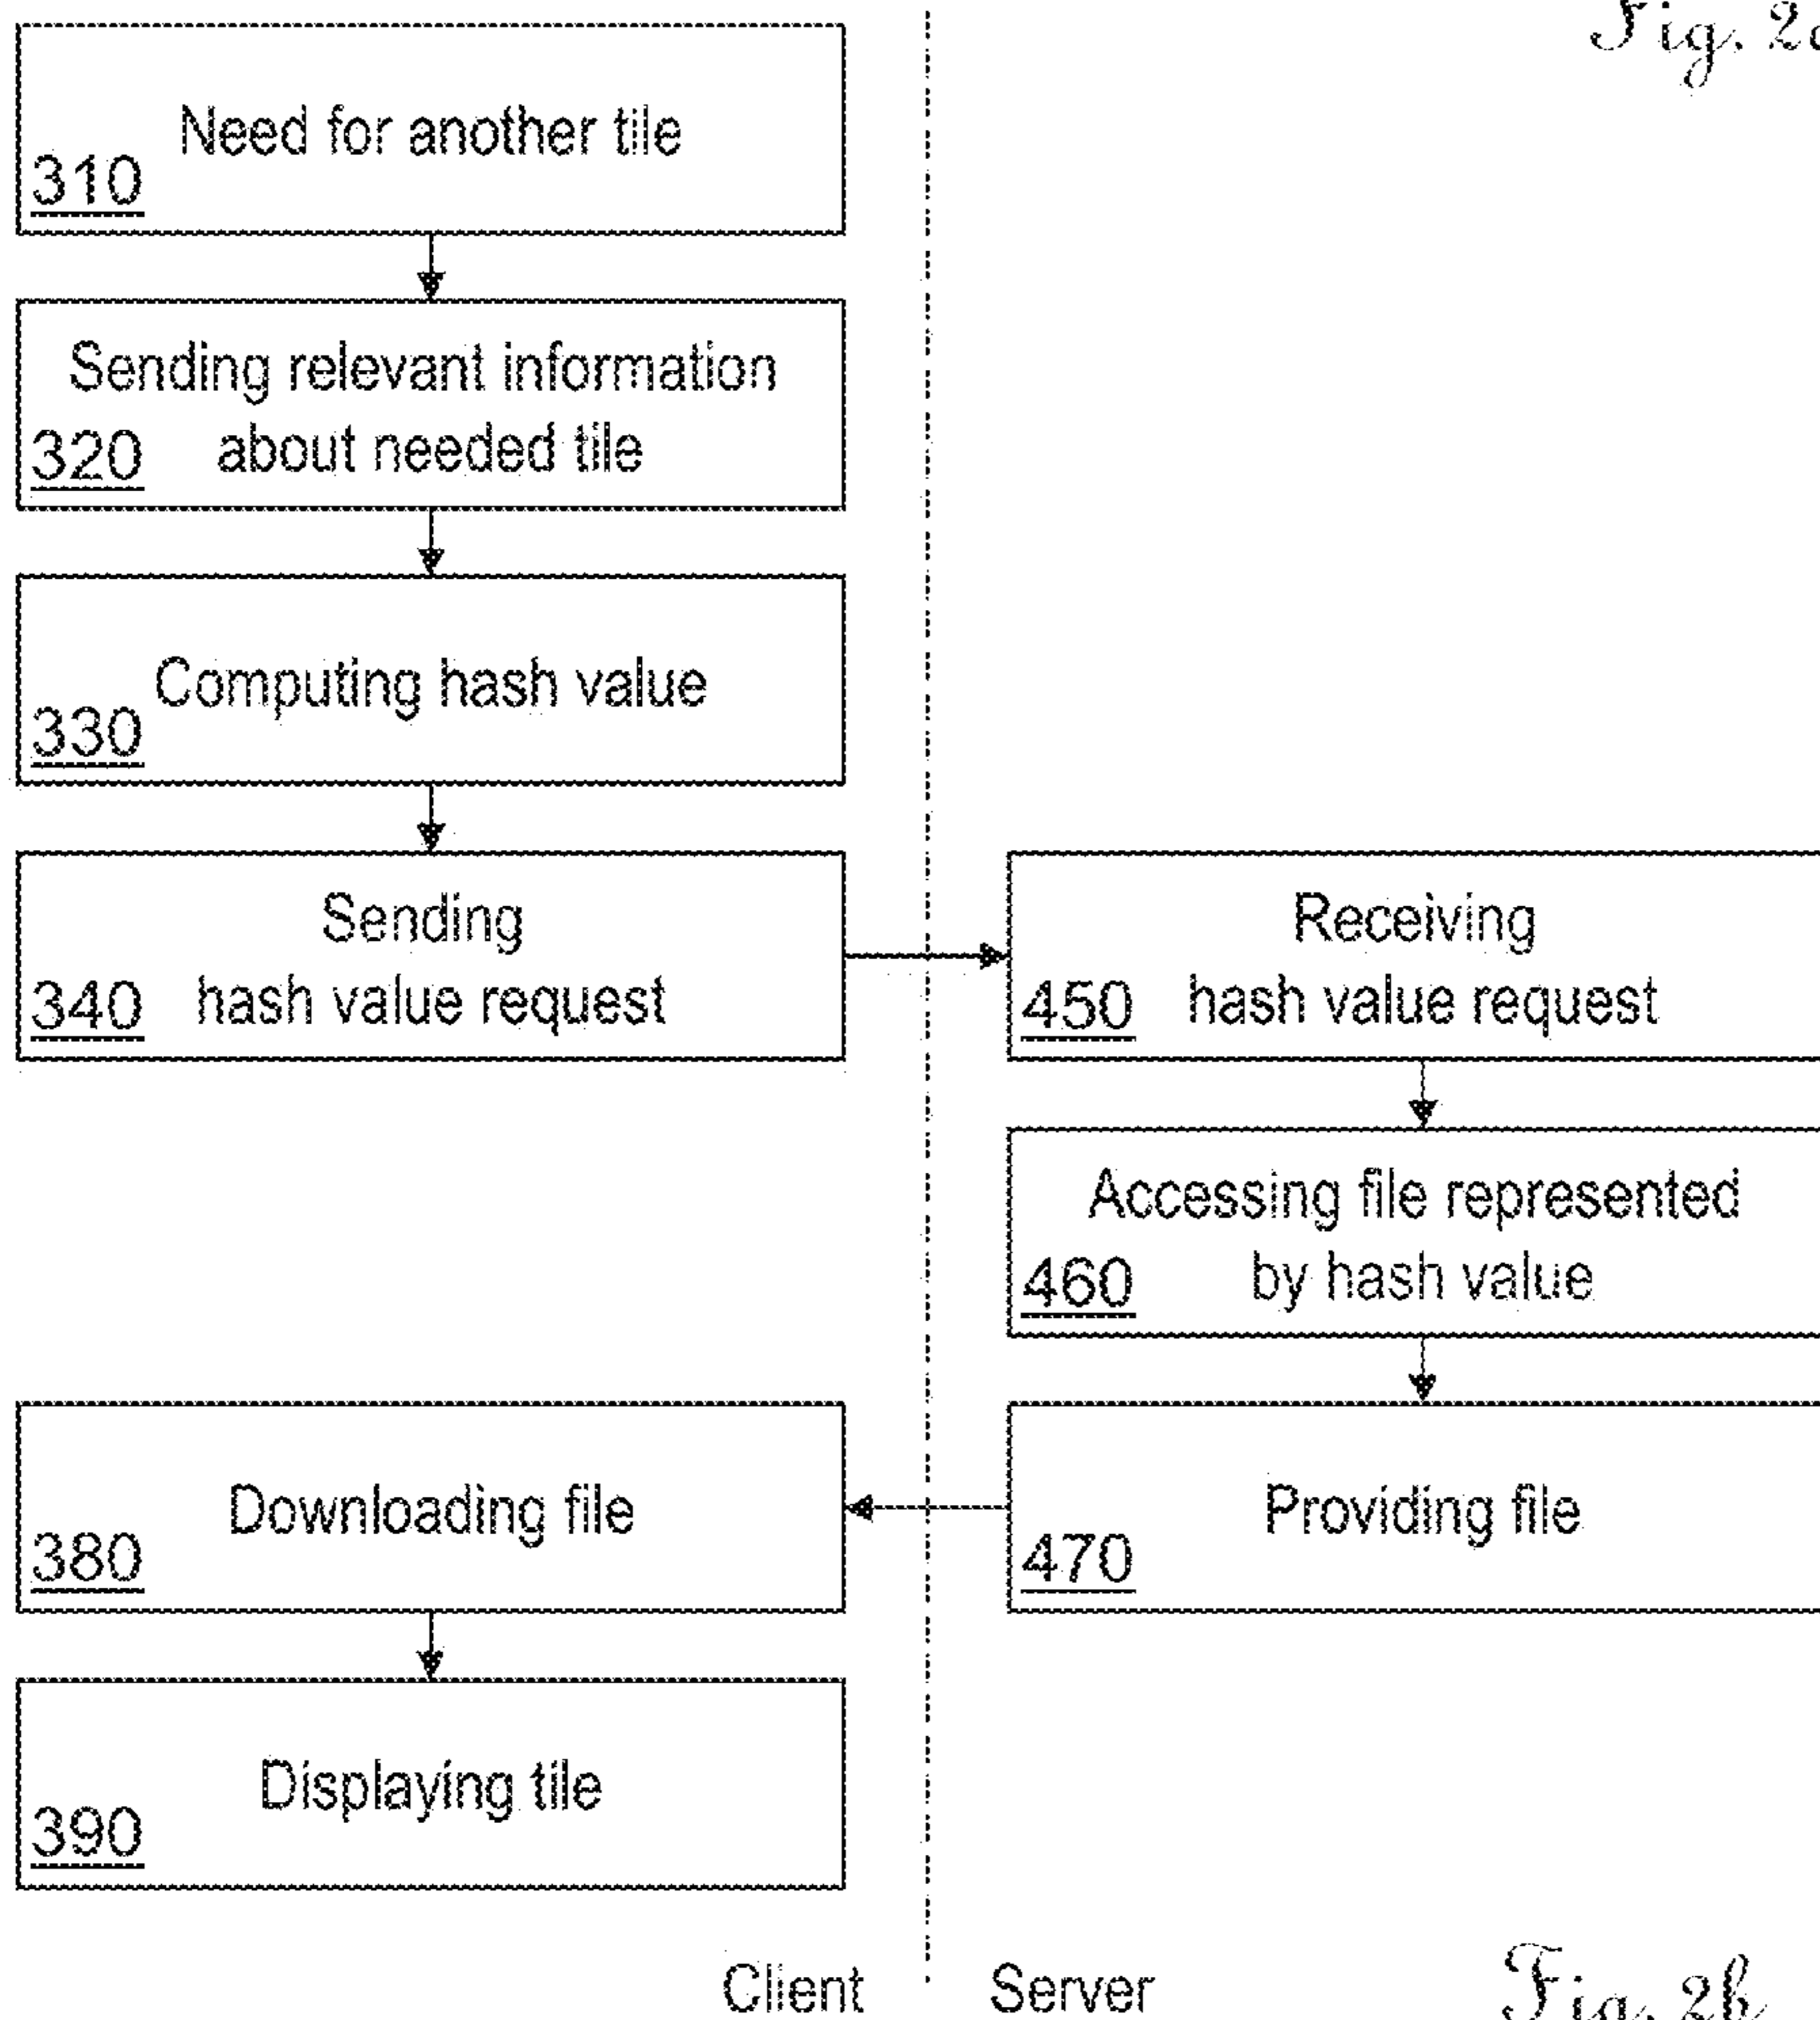 Fig. 2
Need for another tile
310
Sending relevant information
about needed tile
320
Computing hash value
330
Sending
hash value request
340
Receiving
hash value request
450
Accessing file represented
by hash value
460
Providing file
470
Downloading file
380
Displaying tile
390
Client
Server
Fig. 2b